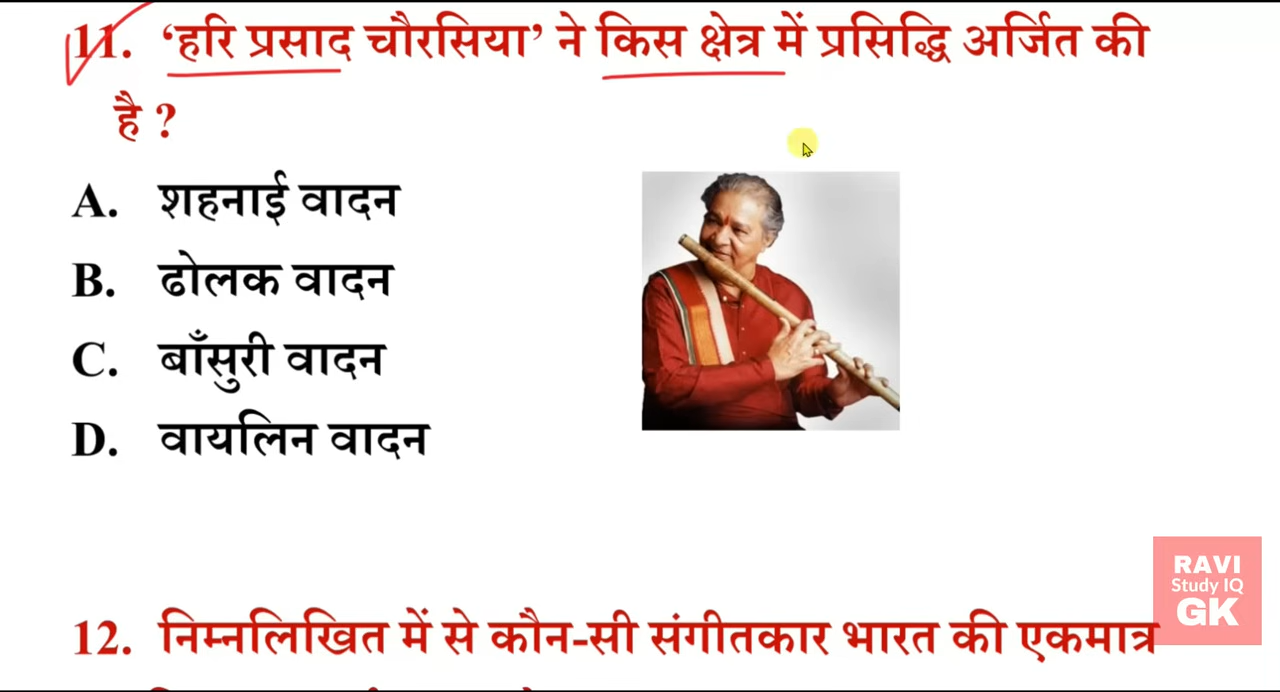 11. ‘हरि प्रसाद चौरसिया’ ने किस क्षेत्र में प्रसिद्धि अर्जित की
है ?
A. शहनाई वादन
B. ढोलक वादन
C. बाँसुरी वादन
D. वायलिन वादन
RAVI
Study IQ
GK
12. निम्नलिखित में से कौन-सी संगीतकार भारत की एकमात्र